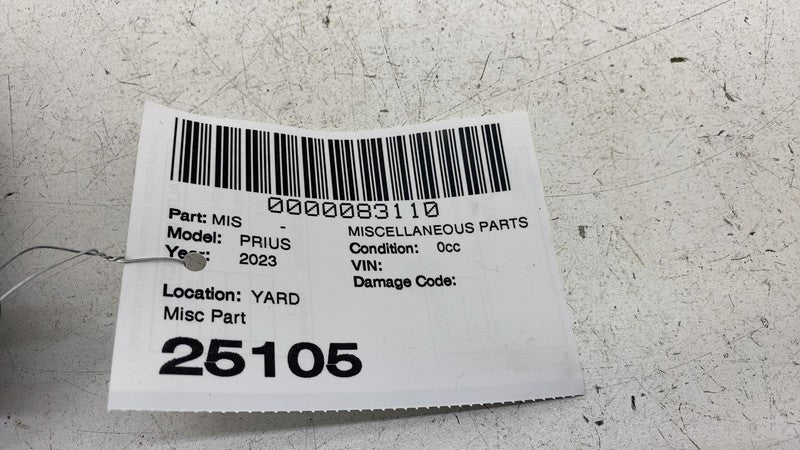 0000083110
Part: MIS - MISCELLANEOUS PARTS
Model: PRIUS Condition: 0cc
Year: 2023 VIN:
Damage Code:
Location: YARD
Misc Part
25105